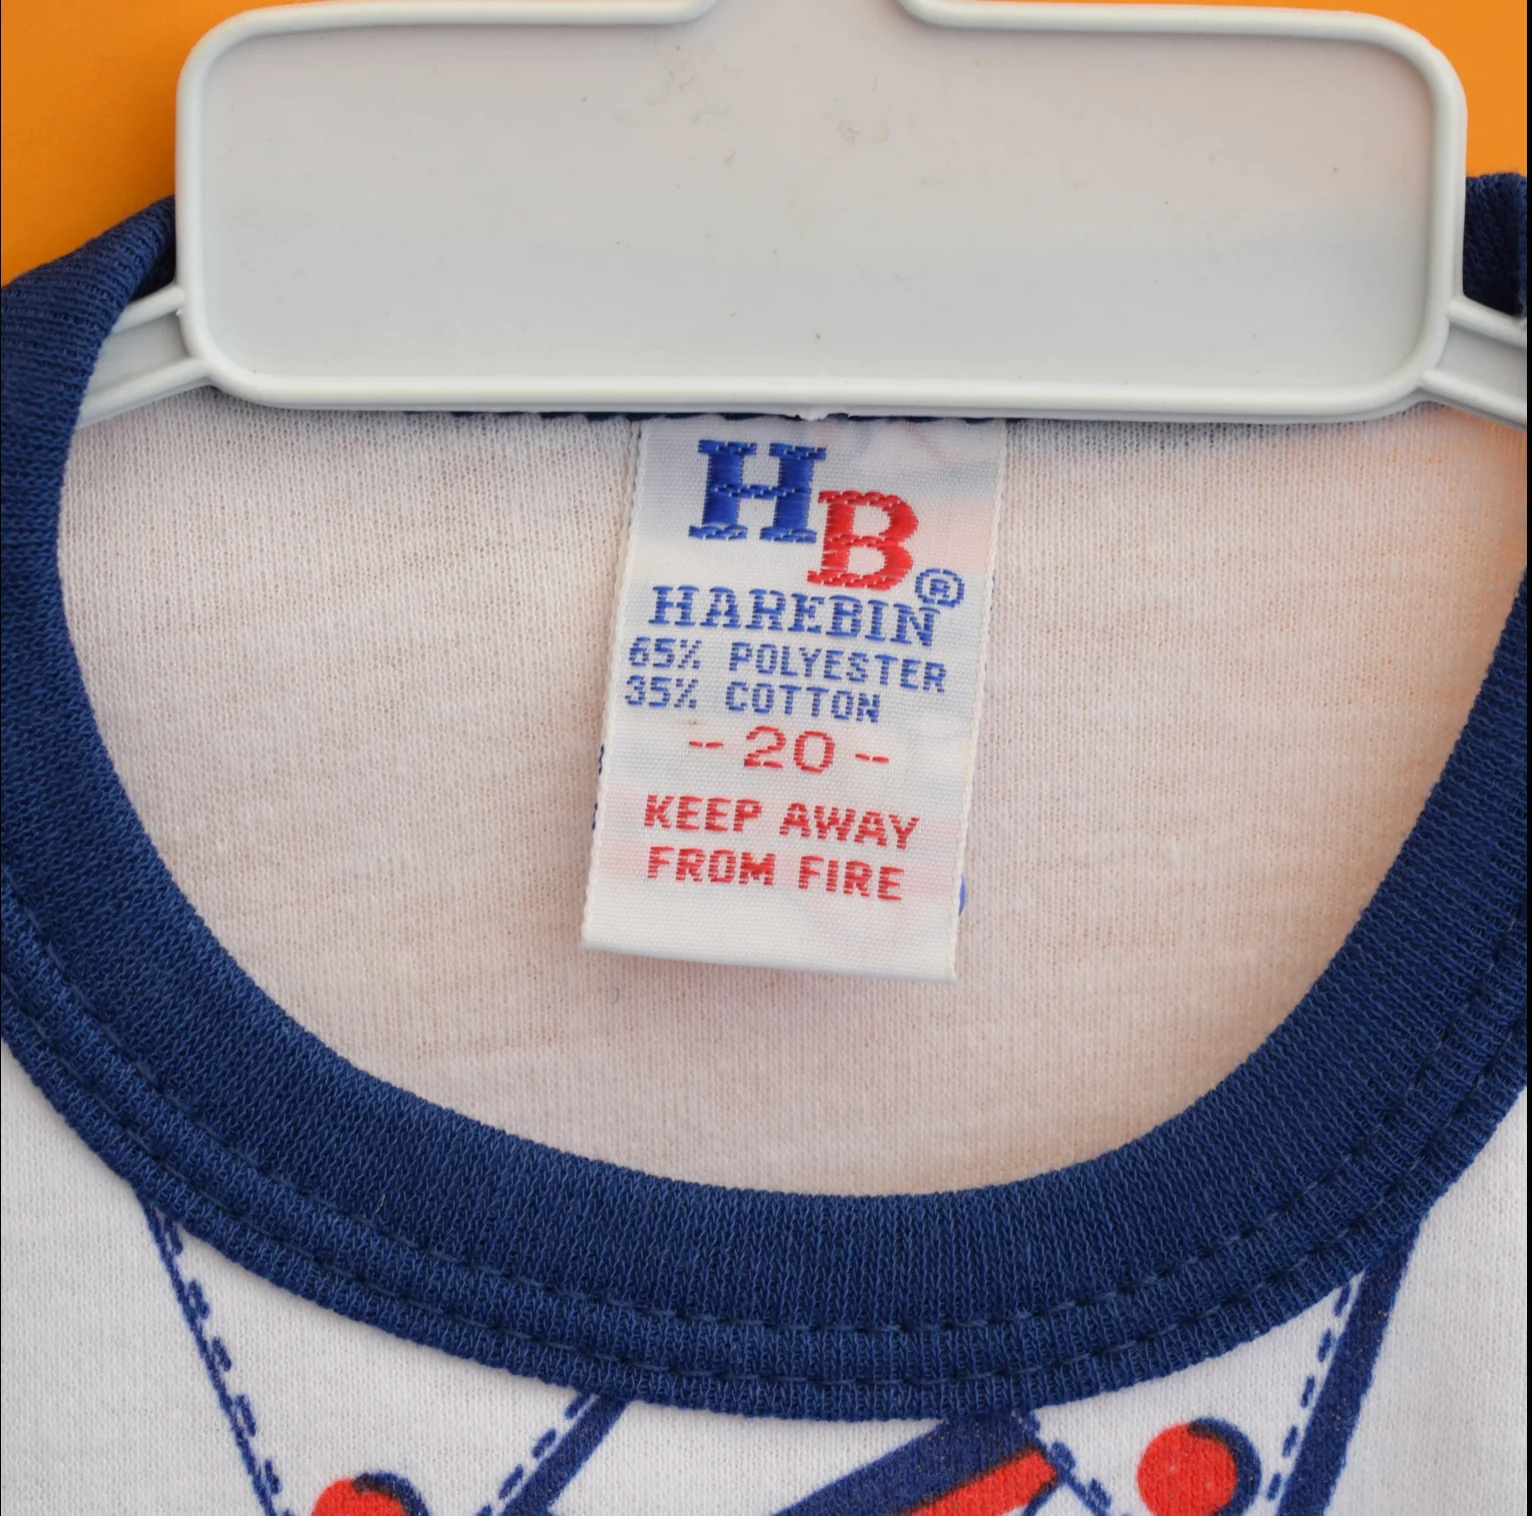 HB
HAREBIN®
65% POLYESTER
35% COTTON
-- 20 --
KEEP AWAY
FROM FIRE